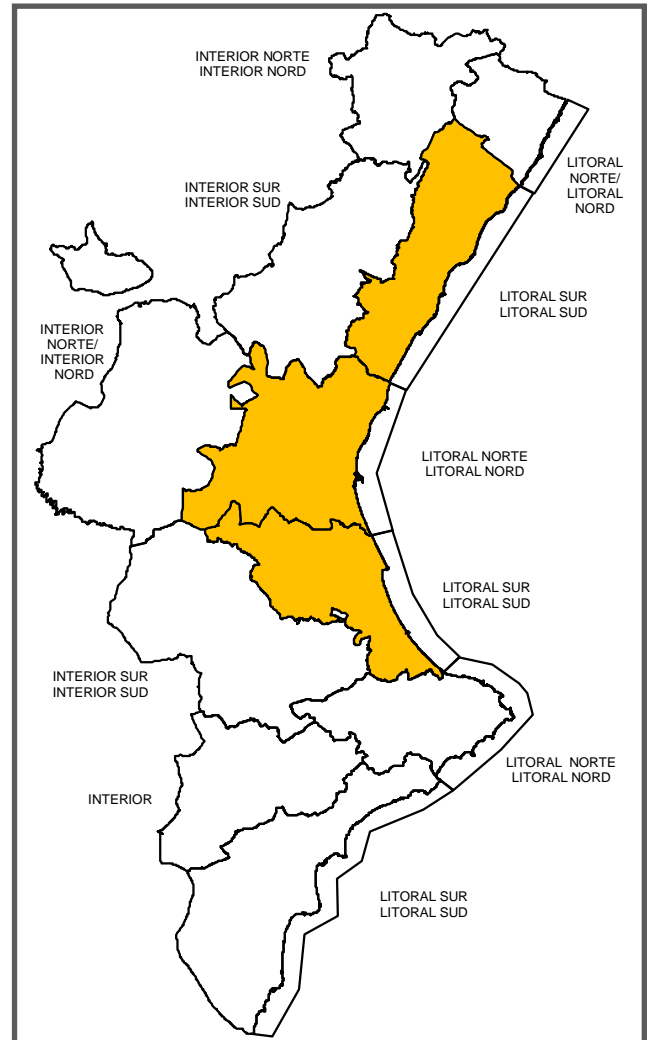 INTERIOR NORTE
INTERIOR NORD
LITORAL
NORTE/
LITORAL
NORD
INTERIOR SUR
INTERIOR SUD
LITORAL SUR
LITORAL SUD
INTERIOR
NORTE/
INTERIOR
NORD
LITORAL NORTE
LITORAL NORD
LITORAL SUR
LITORAL SUD
INTERIOR SUR
INTERIOR SUD
LITORAL NORTE
LITORAL NORD
INTERIOR
LITORAL SUR
LITORAL SUD